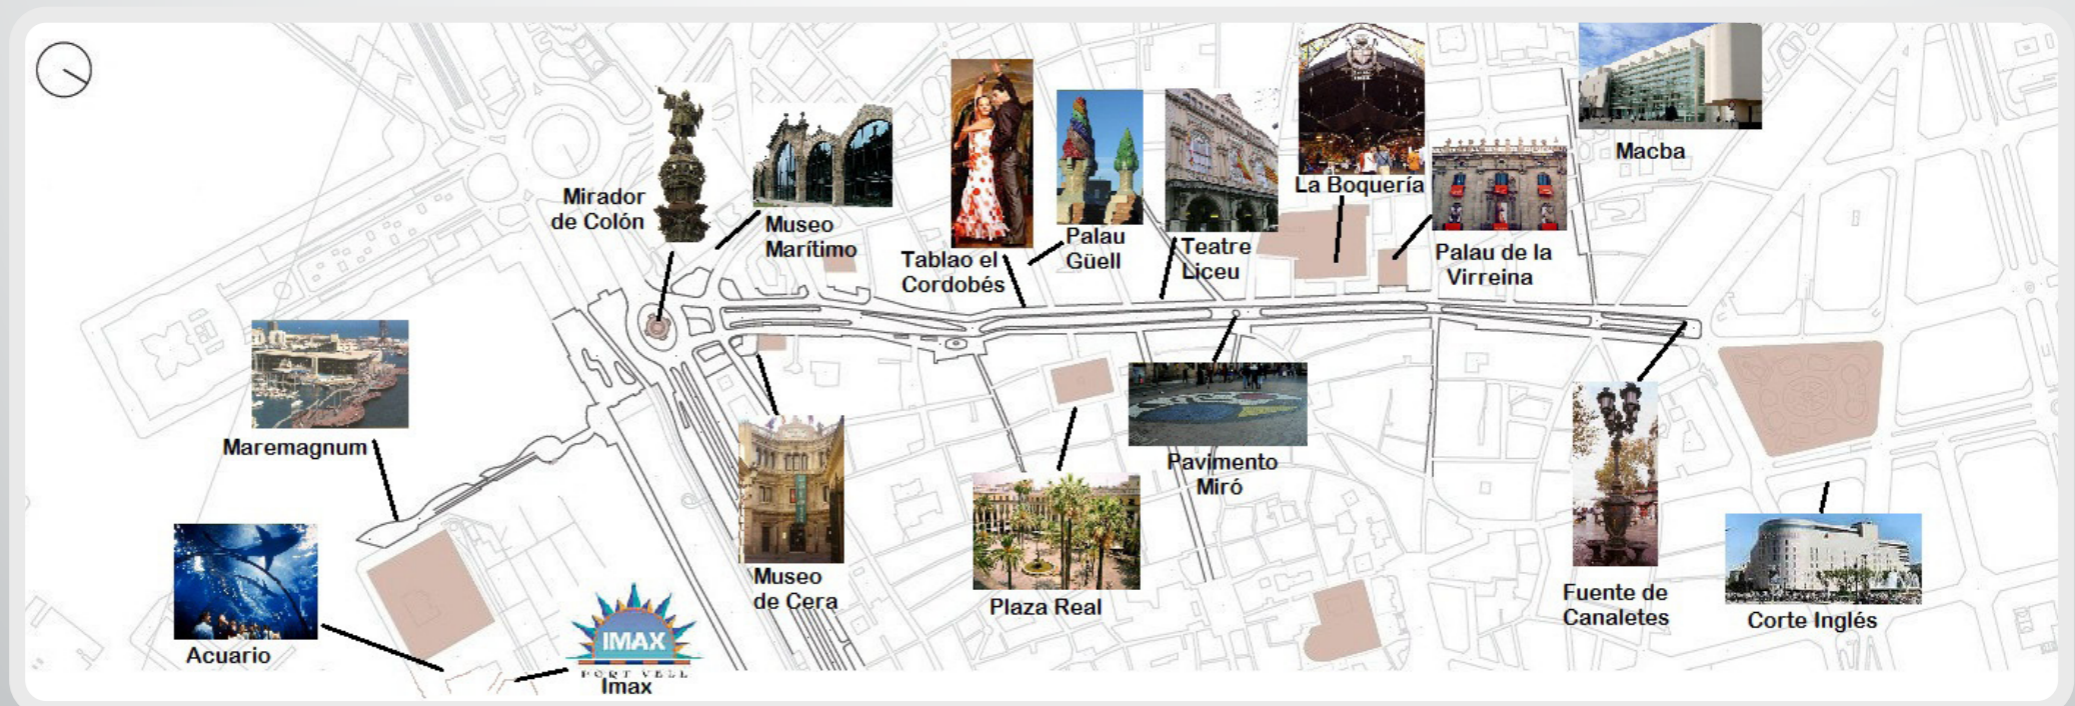 Mirador
de Colón
Museo
Marítimo
Tablao el
Cordobés
Palau
Güell
Teatre
Liceu
La Boquería
Palau de la
Virreina
Macba
Maremagnum
Acuario
IMAX
PORT VELL
Imax
Museo
de Cera
Plaza Real
Pavimento
Miró
Fuente de
Canaletes
Corte Inglés